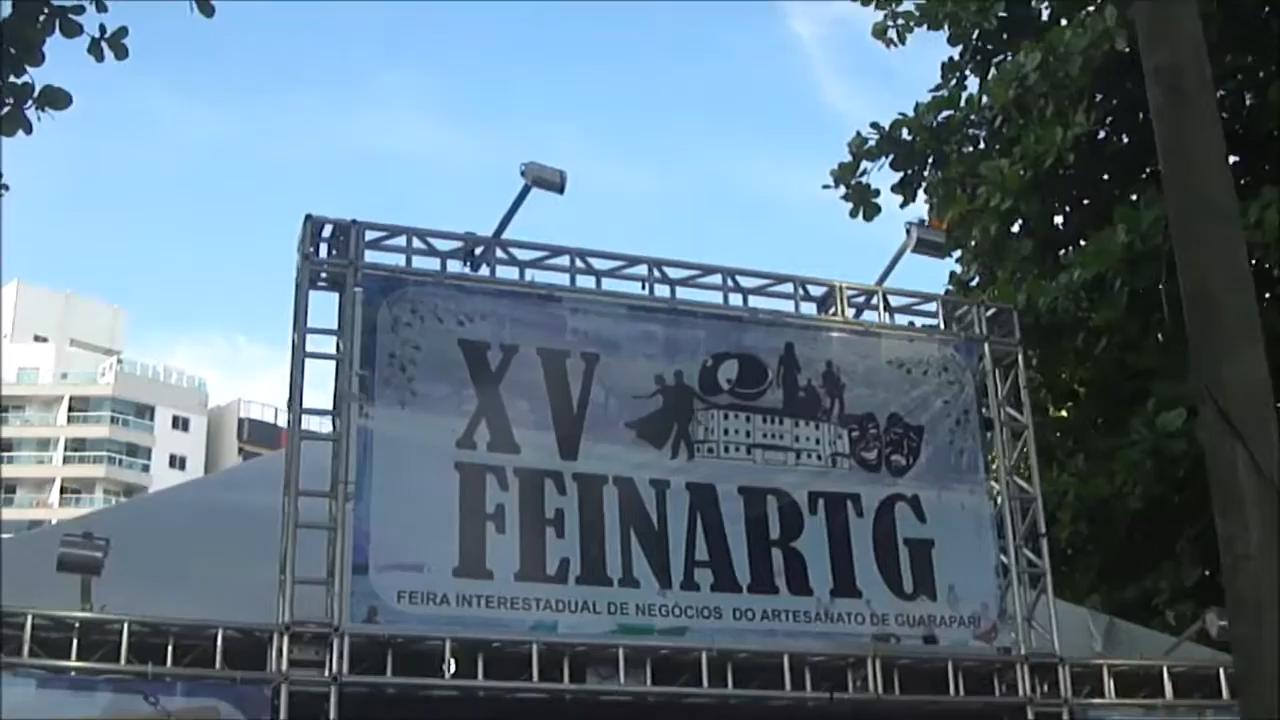 XV
FEINARTG
FEIRA INTERESTADUAL DE NEGÓCIOS DO ARTESANATO DE GUARAPARI